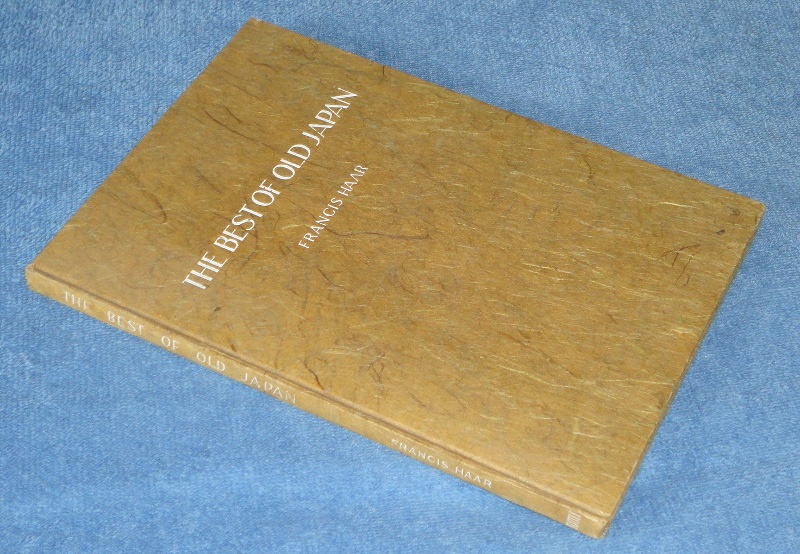 THE BEST OF OLD JAPAN
FRANCIS HAAR
THE BEST OF OLD JAPAN
FRANCIS HAAR